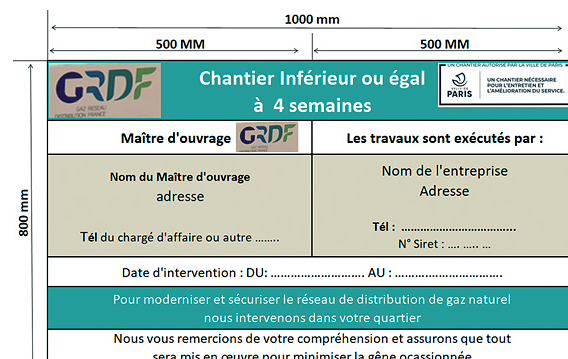 1000 mm
500 MM
500 MM
800 mm
GRDF
GAZ RÉSEAU
DISTRIBUTION FRANCE
Chantier Inférieur ou égal
à 4 semaines
UN CHANTIER AUTORISÉ PAR LA VILLE DE PARIS
VILLE DE
PARIS
UN CHANTIER NÉCESSAIRE
POUR L'ENTRETIEN ET
L'AMÉLIORATION DU SERVICE.
Maître d'ouvrage GRDF
Les travaux sont exécutés par :
Nom du Maître d'ouvrage
adresse
Tél du chargé d'affaire ou autre ........
Nom de l'entreprise
Adresse
Tél : ....................................
N° Siret : .... ..... ...
Date d'intervention : DU: ............................ AU : ................................
Pour moderniser et sécuriser le réseau de distribution de gaz naturel
nous intervenons dans votre quartier
Nous vous remercions de votre compréhension et assurons que tout
sera mis en œuvre pour minimiser la gêne occasionnée